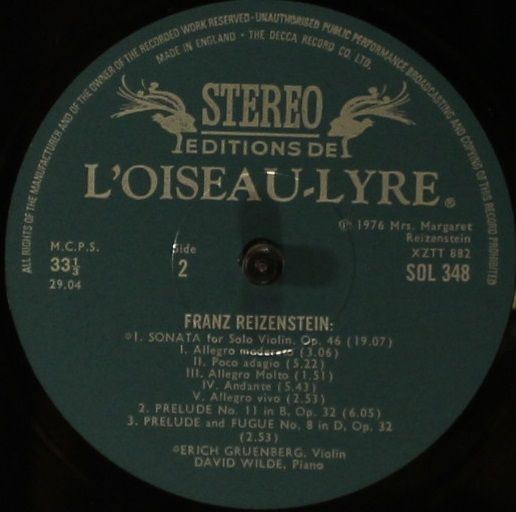 ALL RIGHTS OF THE MANUFACTURER AND OF THE OWNER OF THE RECORDED WORK RESERVED · UNAUTHORISED PUBLIC PERFORMANCE BROADCASTING AND COPYING OF THIS RECORD PROHIBITED
MADE IN ENGLAND · THE DECCA RECORD CO. LTD.
STEREO
EDITIONS DE
L'OISEAU-LYRE ®
℗ 1976 Mrs. Margaret
Reizenstein
M.C.P.S.
33⅓
29.04
Side
2
XZTT 882
SOL 348
FRANZ REIZENSTEIN:
1. SONATA for Solo Violin, Op. 46 (19.07)
I. Allegro moderato (3.06)
II. Poco adagio (5.22)
III. Allegro Molto (1.51)
IV. Andante (5.43)
V. Allegro vivo (2.53)
2. PRELUDE No. 11 in B, Op. 32 (6.05)
3. PRELUDE and FUGUE No. 8 in D, Op. 32
(2.53)
ERICH GRUENBERG, Violin
DAVID WILDE, Piano